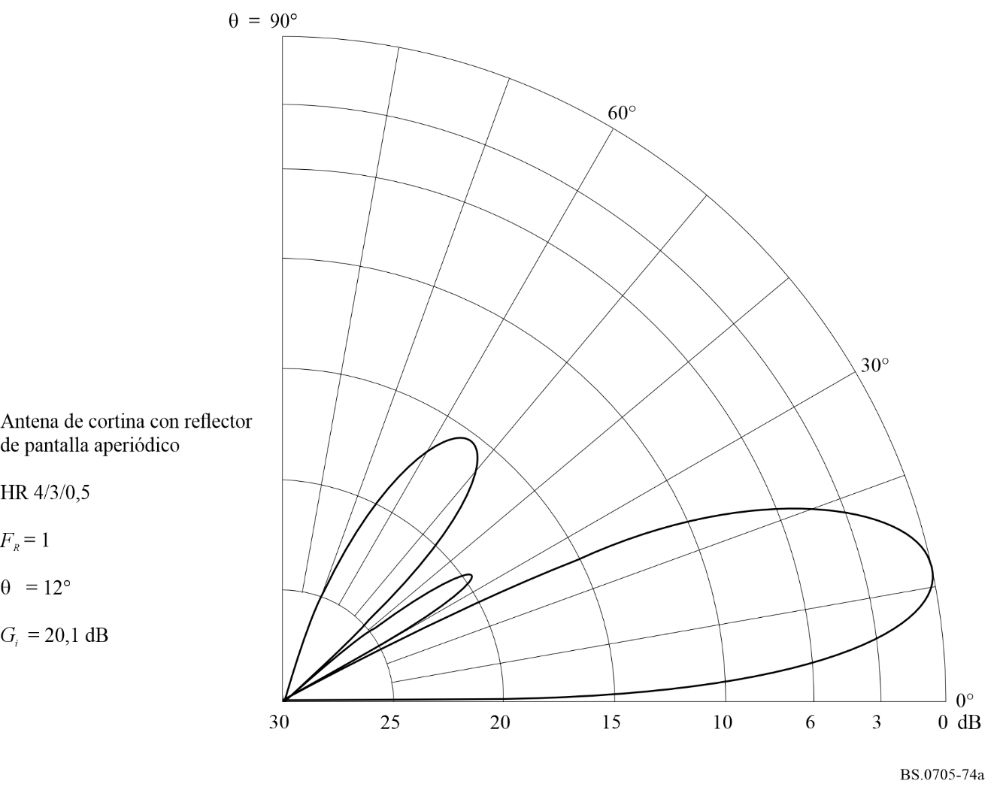 θ = 90°
60°
30°
Antena de cortina con reflector
de pantalla aperiódico
HR 4/3/0,5
F_R = 1
θ = 12°
G_i = 20,1 dB
0°
30 25 20 15 10 6 3 0 dB
BS.0705-74a